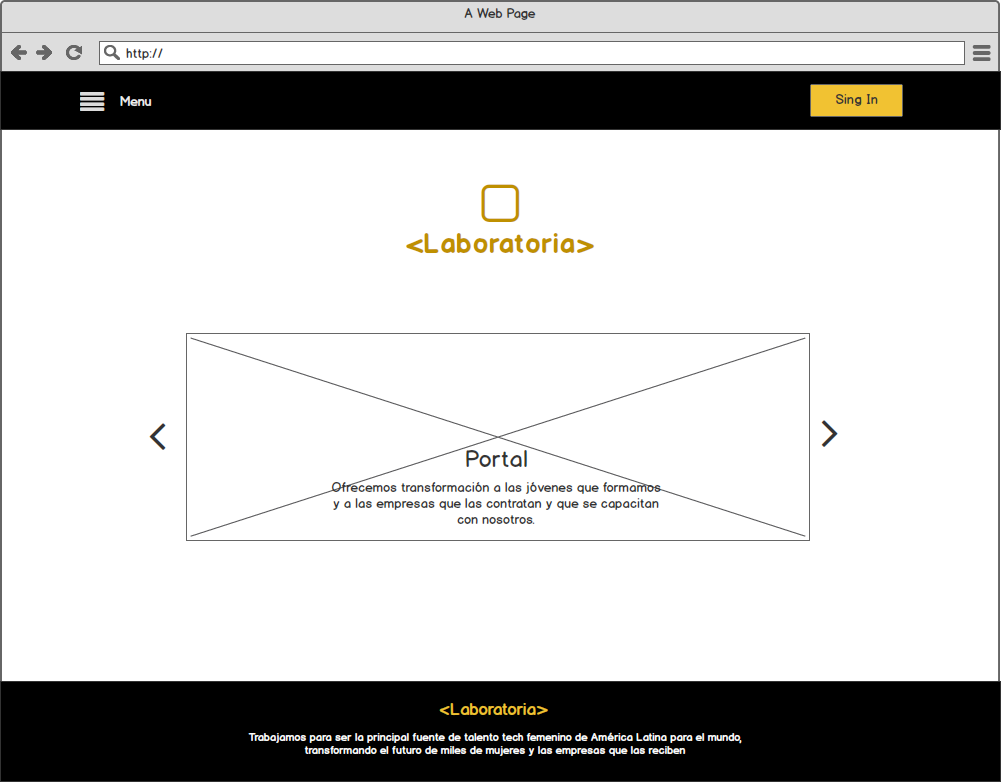 A Web Page
http://
Menu
Sing In
<Laboratoria>
Portal
Ofrecemos transformación a las jóvenes que formamos
y a las empresas que las contratan y que se capacitan
con nosotros.
<Laboratoria>
Trabajamos para ser la principal fuente de talento tech femenino de América Latina para el mundo,
transformando el futuro de miles de mujeres y las empresas que las reciben